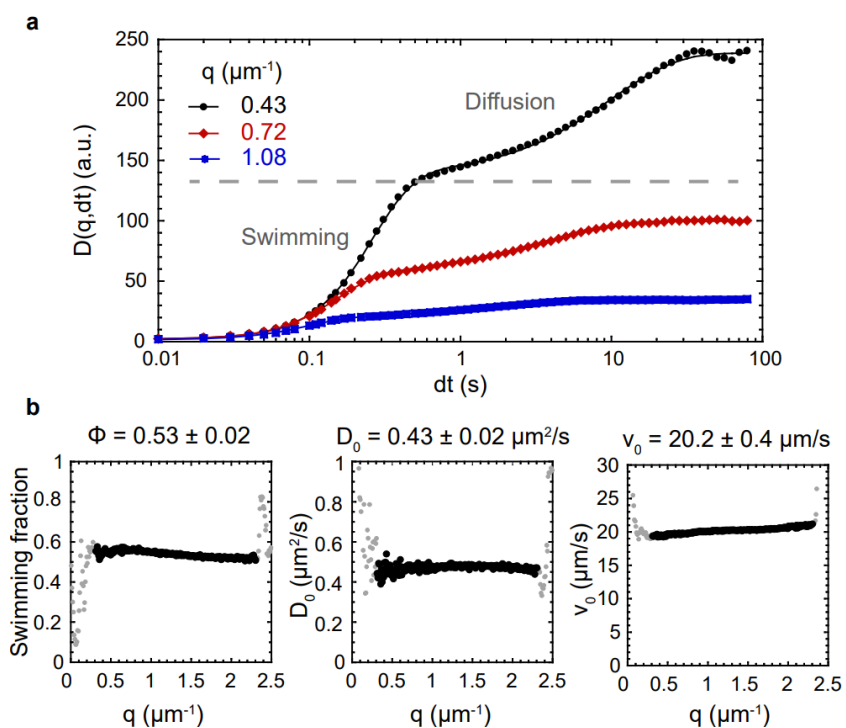 a
250
200
150
100
50
0
D(q,dt) (a.u.)
q (µm⁻¹)
0.43
0.72
1.08
Diffusion
Swimming
0.01 0.1 1 10 100
dt (s)
b
Φ = 0.53 ± 0.02
1
0.8
0.6
0.4
0.2
0
Swimming fraction
0 0.5 1 1.5 2 2.5
q (µm⁻¹)
D₀ = 0.43 ± 0.02 µm²/s
1
0.8
0.6
0.4
0.2
0
D₀ (µm²/s)
0 0.5 1 1.5 2 2.5
q (µm⁻¹)
v₀ = 20.2 ± 0.4 µm/s
30
25
20
15
10
5
0
v₀ (µm/s)
0 0.5 1 1.5 2 2.5
q (µm⁻¹)